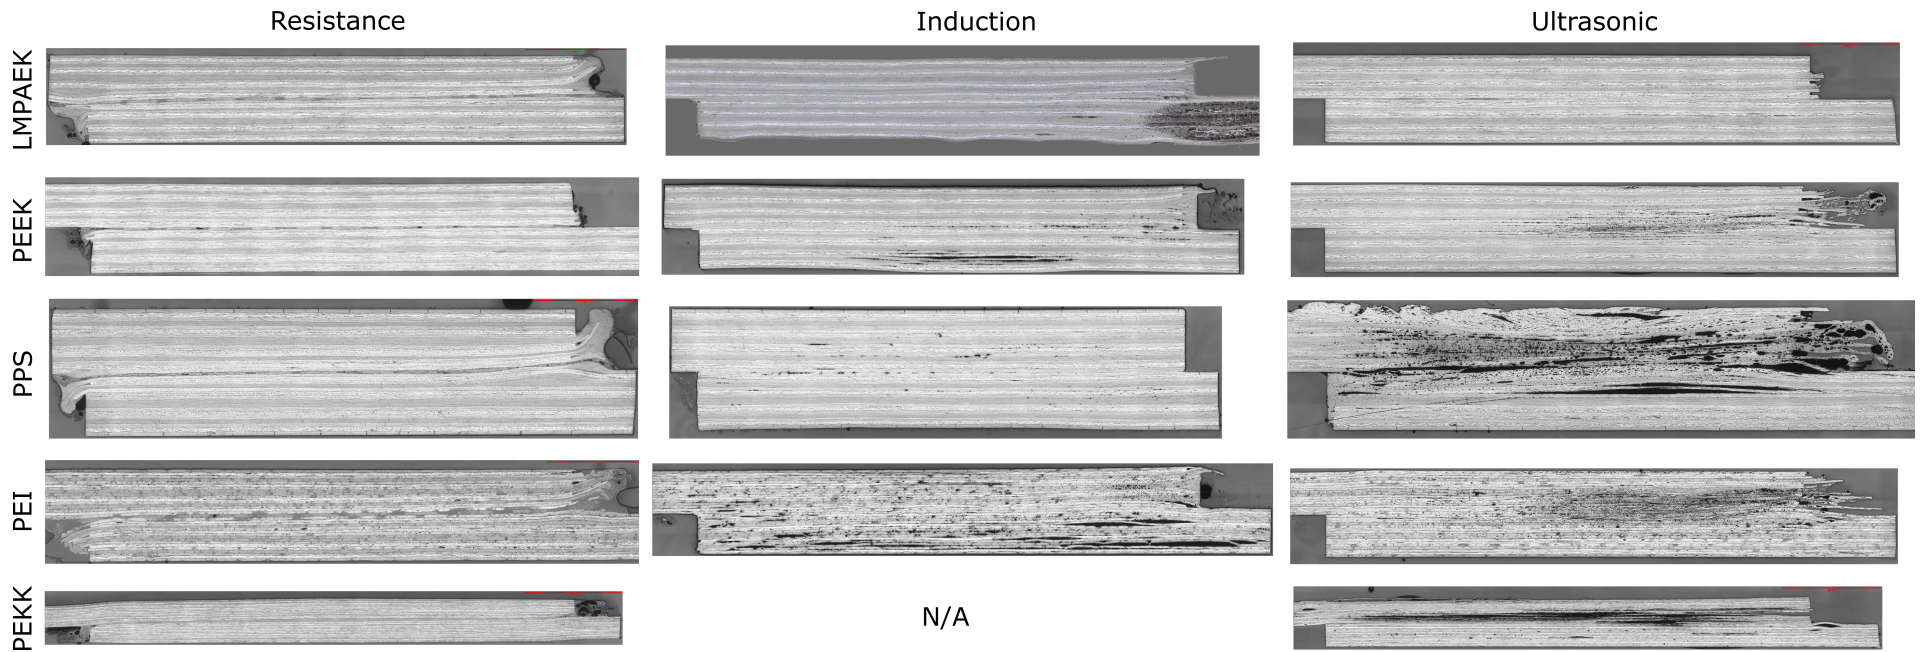 Resistance Induction Ultrasonic
LMPAEK
PEEK
PPS
PEI
PEKK N/A